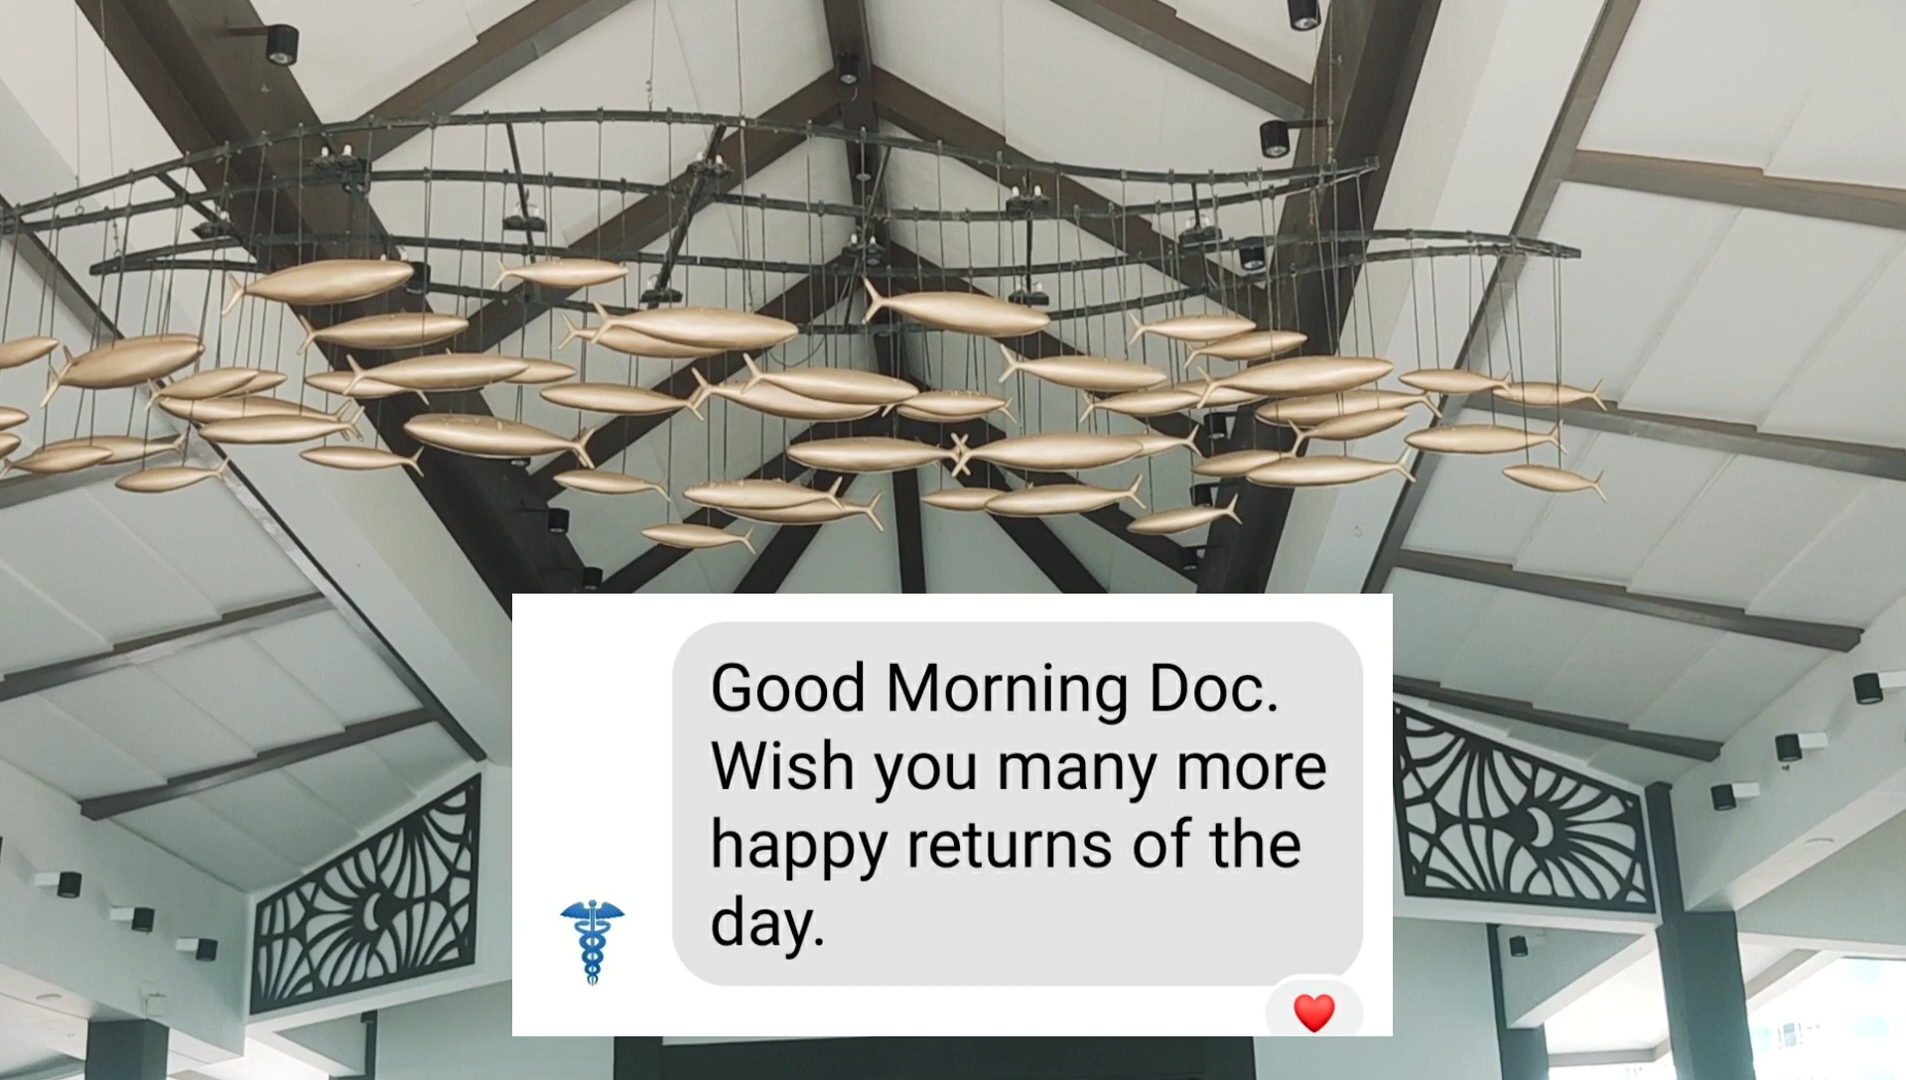 Good Morning Doc.
Wish you many more
happy returns of the
day.